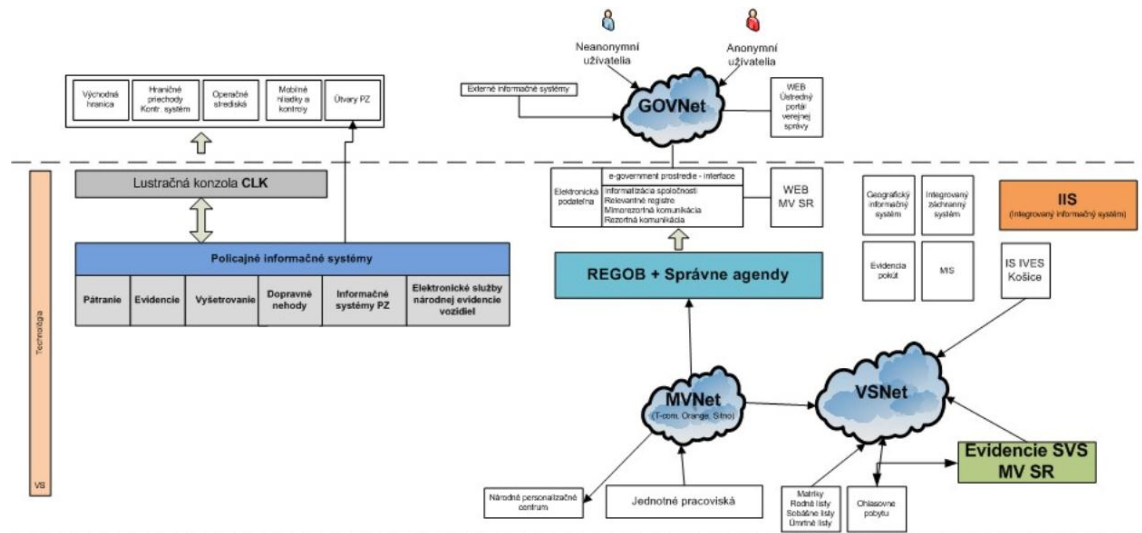 Neanonymní
užívatelia
Anonymní
užívatelia
Východná
hranica
Hraničné
priechody
Kontr. systém
Operačné
strediská
Mobilné
hliadky a
kontroly
Útvary PZ
Externé informačné systémy
GOVNet
WEB
Ústredný
portál
verejnej
správy
Lustračná konzola CLK
Elektronická
podateľna
e-government prostredie - interface
Informatizácia spoločnosti
Relevantné registre
Mimorezortná komunikácia
Rezortná komunikácia
WEB
MV SR
Geografický
informačný
systém
Integrovaný
záchranný
systém
IIS
(Integrovaný informačný systém)
Policajné informačné systémy
Pátranie
Evidencie
Vyšetrovanie
Dopravné
nehody
Informačné
systémy PZ
Elektronické služby
národnej evidencie
vozidiel
REGOB + Správne agendy
Evidencia
pokút
MIS
IS IVES
Košice
Technológia
VS
MVNet
(T-com, Orange, Sitno)
VSNet
Evidencie SVS
MV SR
Národné personalizačné
centrum
Jednotné pracoviská
Matriky
Rodné listy
Sobášne listy
Úmrtné listy
Ohlasovne
pobytu